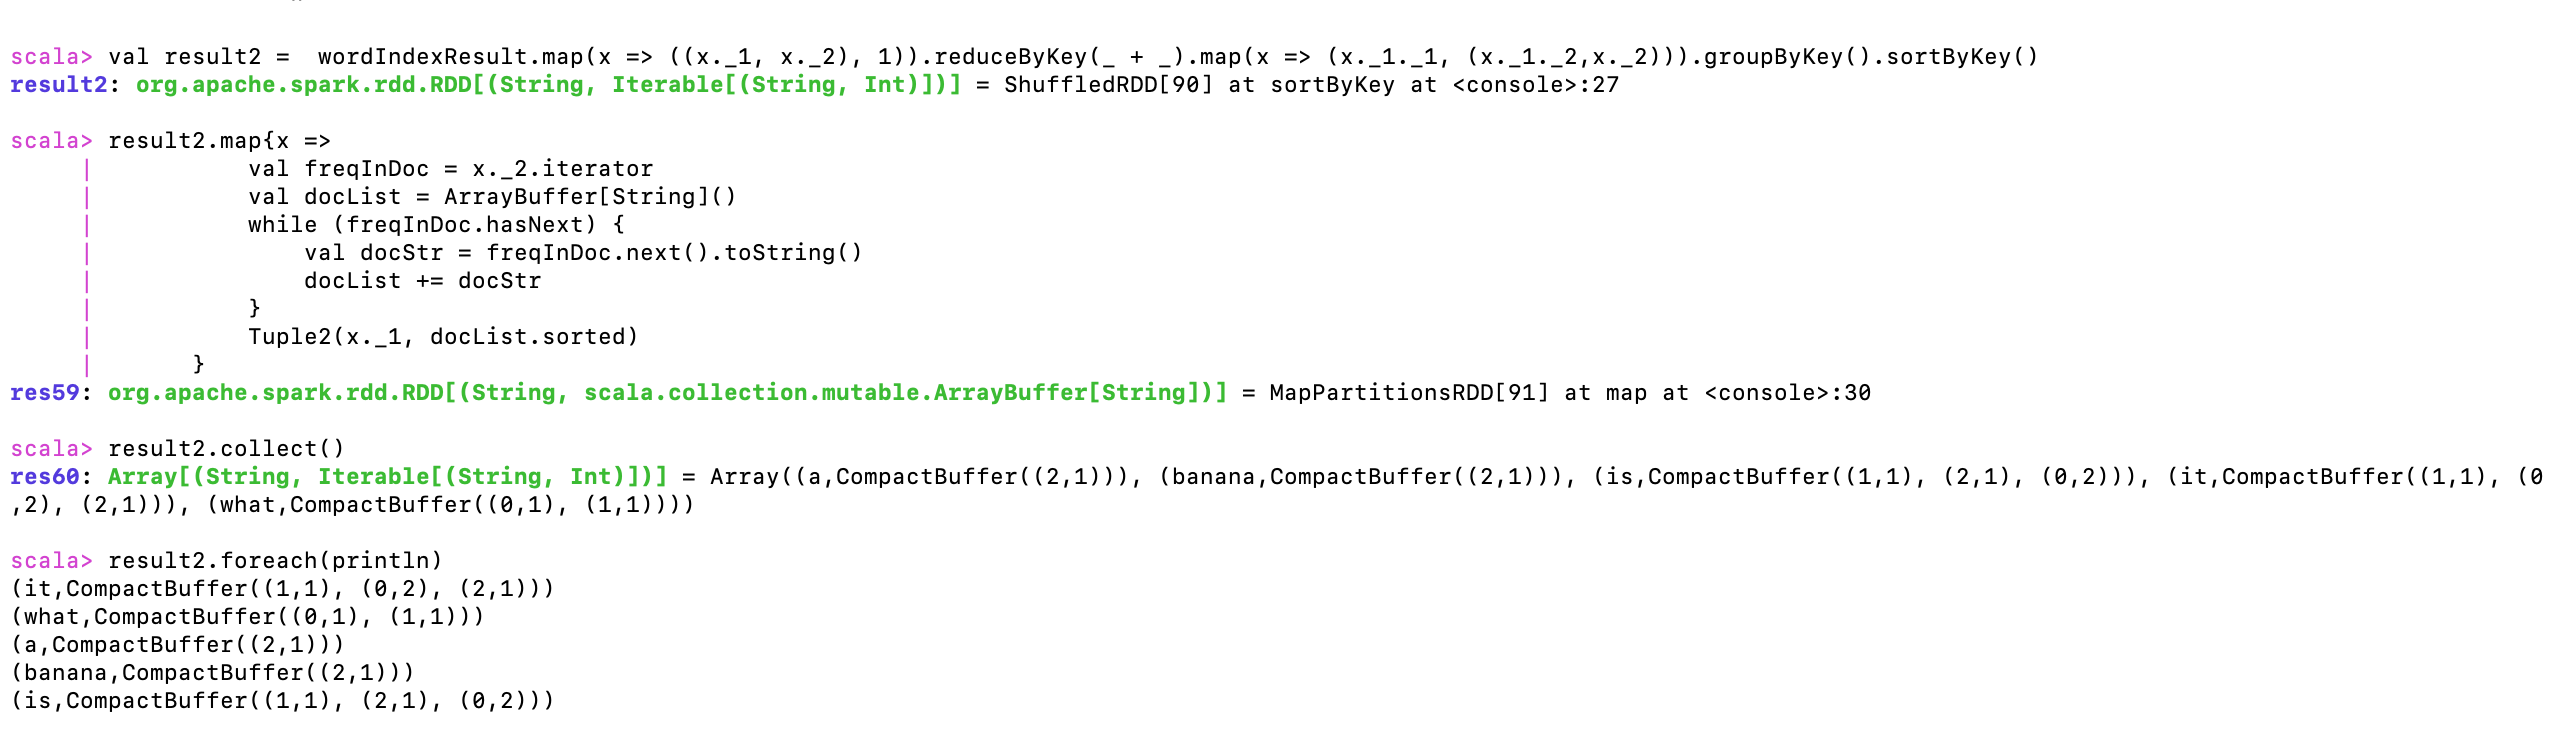 scala> val result2 =  wordIndexResult.map(x => ((x._1, x._2), 1)).reduceByKey(_ + _).map(x => (x._1._1, (x._1._2,x._2))).groupByKey().sortByKey()
result2: org.apache.spark.rdd.RDD[(String, Iterable[(String, Int)])] = ShuffledRDD[90] at sortByKey at <console>:27
scala> result2.map{x =>
     |           val freqInDoc = x._2.iterator
     |           val docList = ArrayBuffer[String]()
     |           while (freqInDoc.hasNext) {
     |               val docStr = freqInDoc.next().toString()
     |               docList += docStr
     |           }
     |           Tuple2(x._1, docList.sorted)
     |       }
res59: org.apache.spark.rdd.RDD[(String, scala.collection.mutable.ArrayBuffer[String])] = MapPartitionsRDD[91] at map at <console>:30
scala> result2.collect()
res60: Array[(String, Iterable[(String, Int)])] = Array((a,CompactBuffer((2,1))), (banana,CompactBuffer((2,1))), (is,CompactBuffer((1,1), (2,1), (0,2))), (it,CompactBuffer((1,1), (0
,2), (2,1))), (what,CompactBuffer((0,1), (1,1))))
scala> result2.foreach(println)
(it,CompactBuffer((1,1), (0,2), (2,1)))
(what,CompactBuffer((0,1), (1,1)))
(a,CompactBuffer((2,1)))
(banana,CompactBuffer((2,1)))
(is,CompactBuffer((1,1), (2,1), (0,2)))